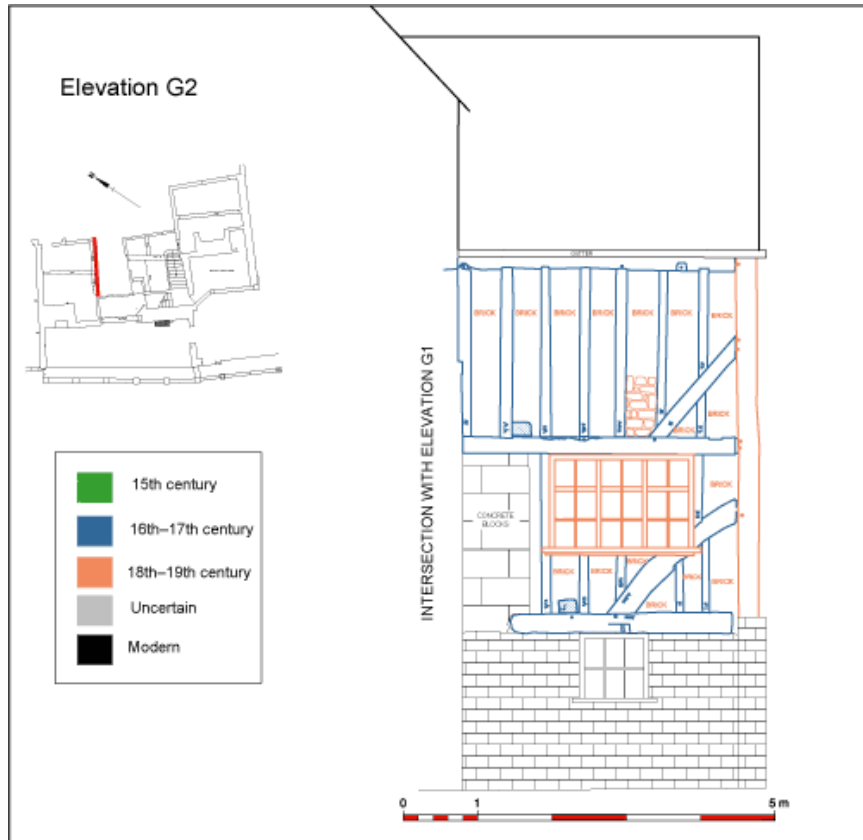 Elevation G2
15th century
16th–17th century
18th–19th century
Uncertain
Modern
INTERSECTION WITH ELEVATION G1
GUTTER
BRICK BRICK BRICK BRICK BRICK BRICK BRICK
BRICK
BRICK
BRICK
CONCRETE
BLOCKS
BRICK BRICK BRICK BRICK
BRICK
0 1 5 m